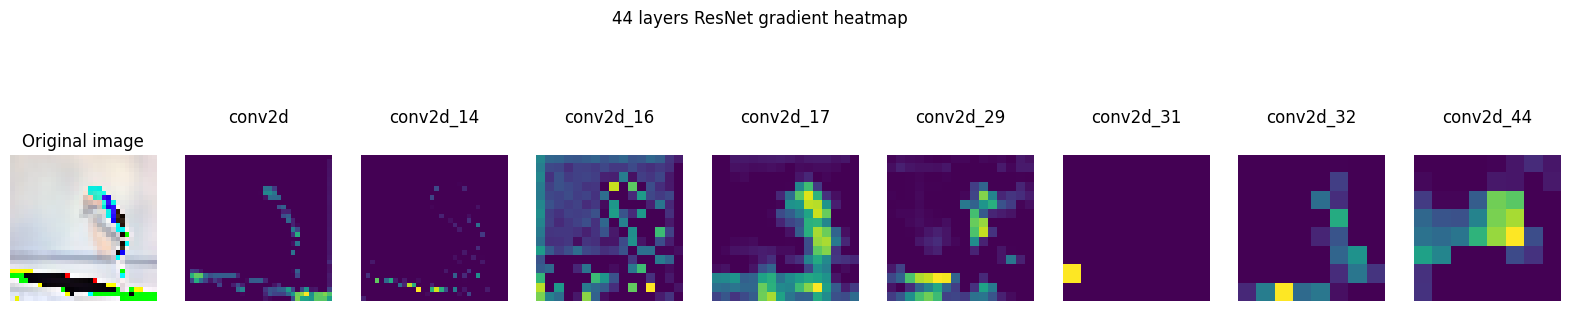 44 layers ResNet gradient heatmap
Original image
conv2d
conv2d_14
conv2d_16
conv2d_17
conv2d_29
conv2d_31
conv2d_32
conv2d_44